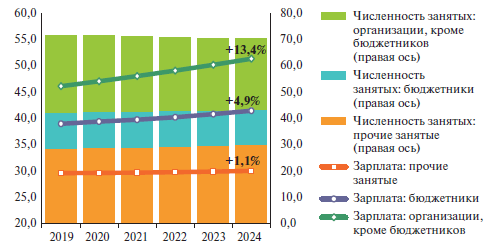 60,0
55,0
50,0
45,0
40,0
35,0
30,0
25,0
20,0
80,0
70,0
60,0
50,0
40,0
30,0
20,0
10,0
0,0
+13,4%
+4,9%
+1,1%
2019 2020 2021 2022 2023 2024
Численность занятых:
организации, кроме
бюджетников
(правая ось)
Численность
занятых: бюджетники
(правая ось)
Численность занятых:
прочие занятые
(правая ось)
Зарплата: прочие
занятые
Зарплата: бюджетники
Зарплата: организации,
кроме бюджетников